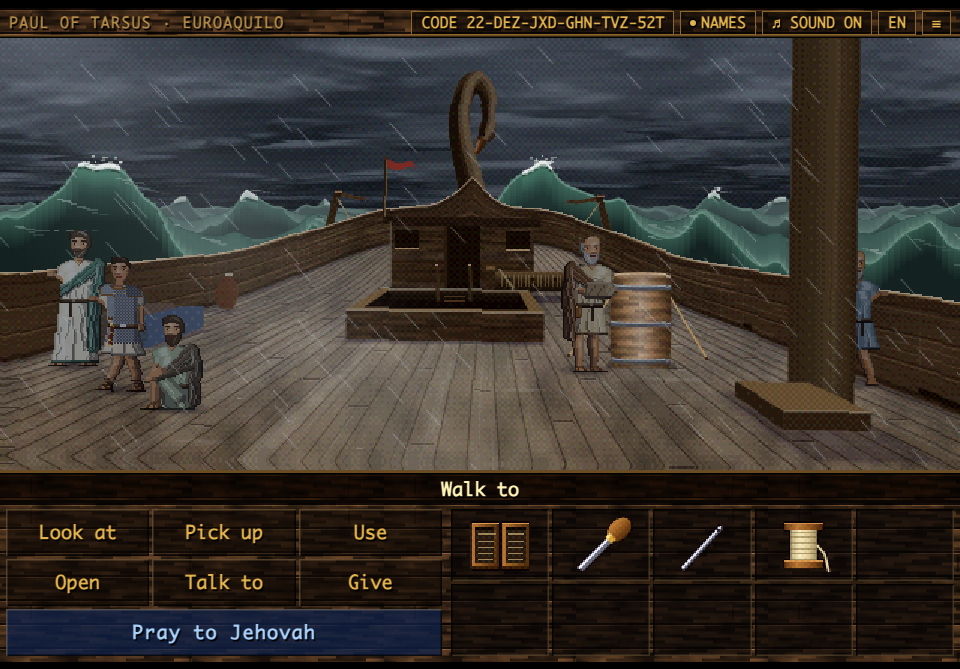 PAUL OF TARSUS · EUROAQUILO
CODE 22-DEZ-JXD-GHN-TVZ-52T
• NAMES
♬ SOUND ON
EN
≡
Walk to
Look at
Pick up
Use
Open
Talk to
Give
Pray to Jehovah